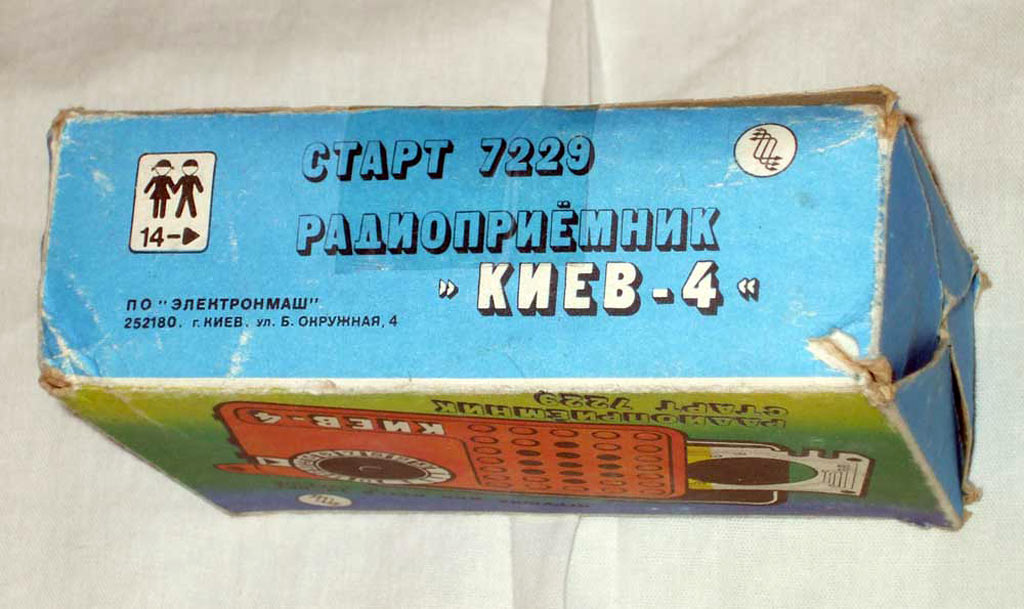 СТАРТ 7229
РАДИОПРИЁМНИК
» КИЕВ - 4 «
14-
ПО "ЭЛЕКТРОНМАШ"
252180. г. КИЕВ. ул. Б. ОКРУЖНАЯ, 4
РАДИОПРИЁМНИК
СТАРТ 7229
КИЕВ-4